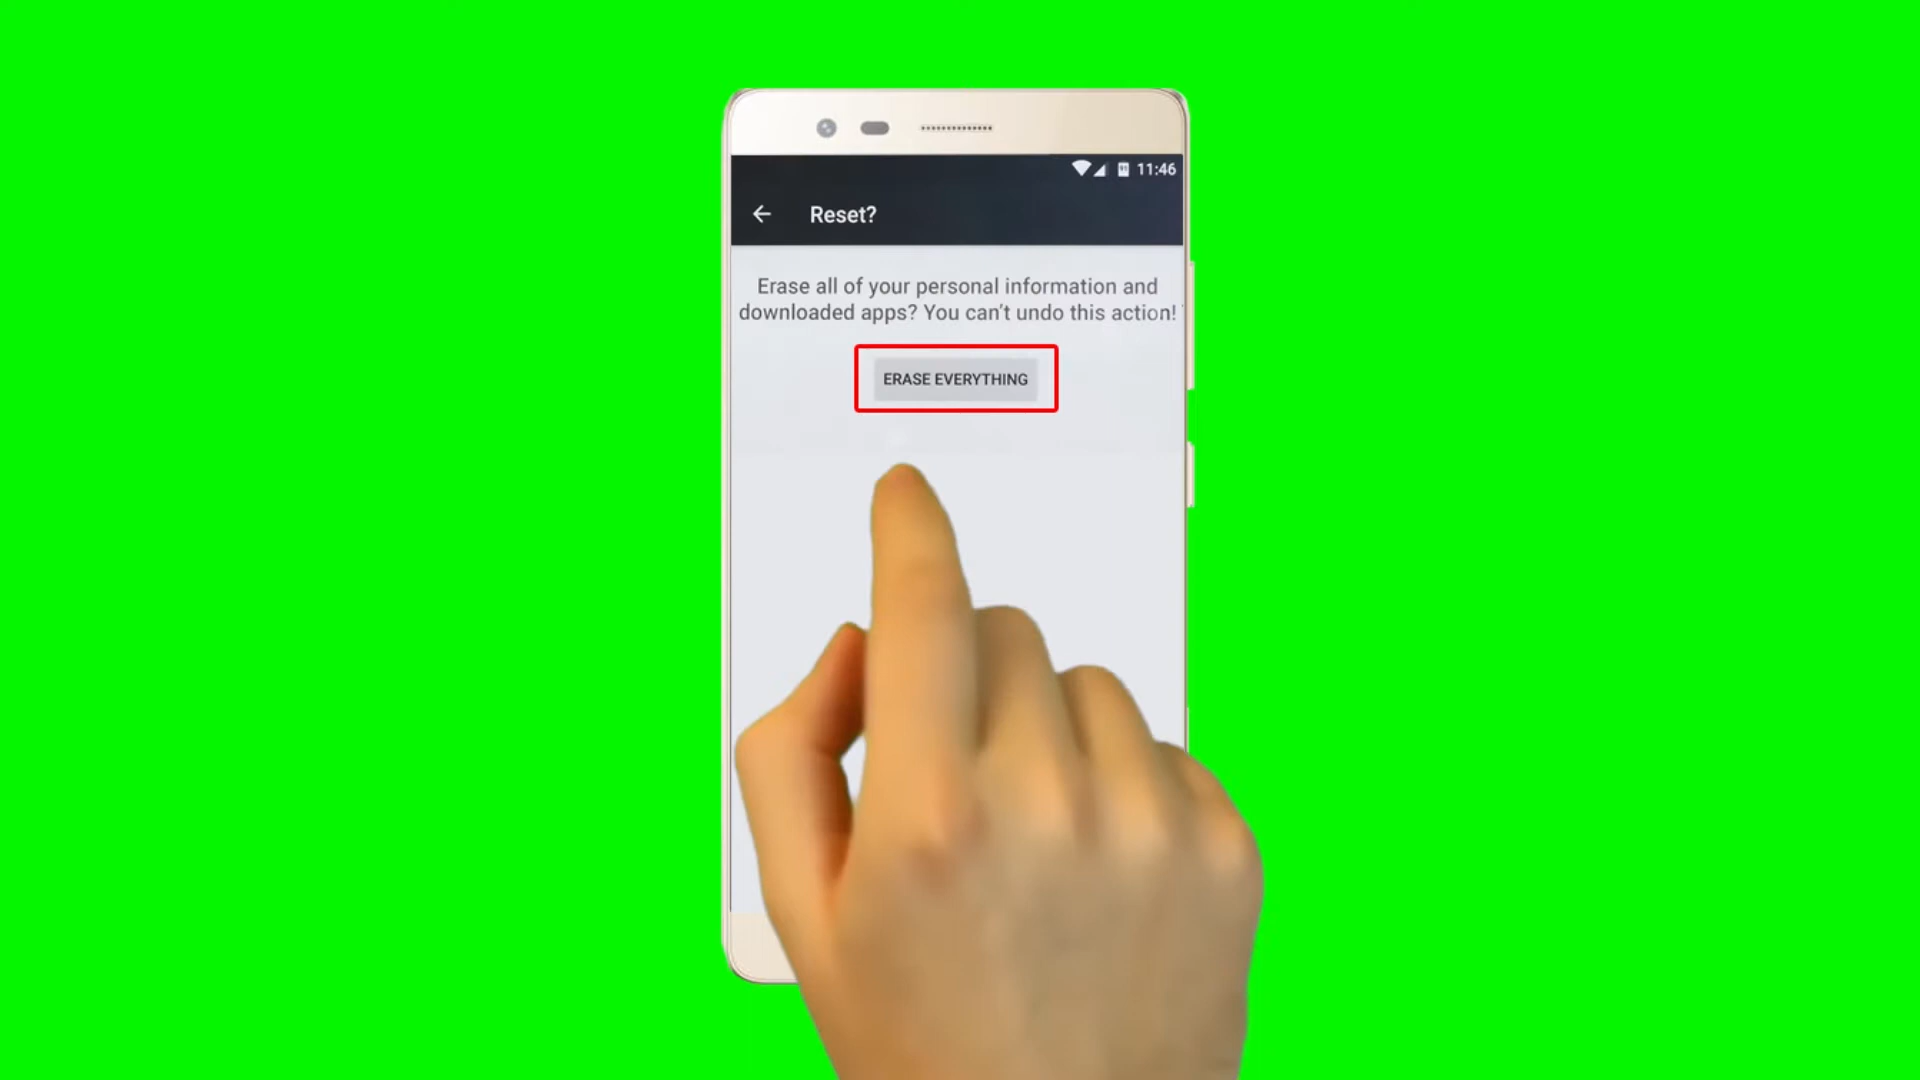 11:46
Reset?
Erase all of your personal information and
downloaded apps? You can't undo this action!
ERASE EVERYTHING